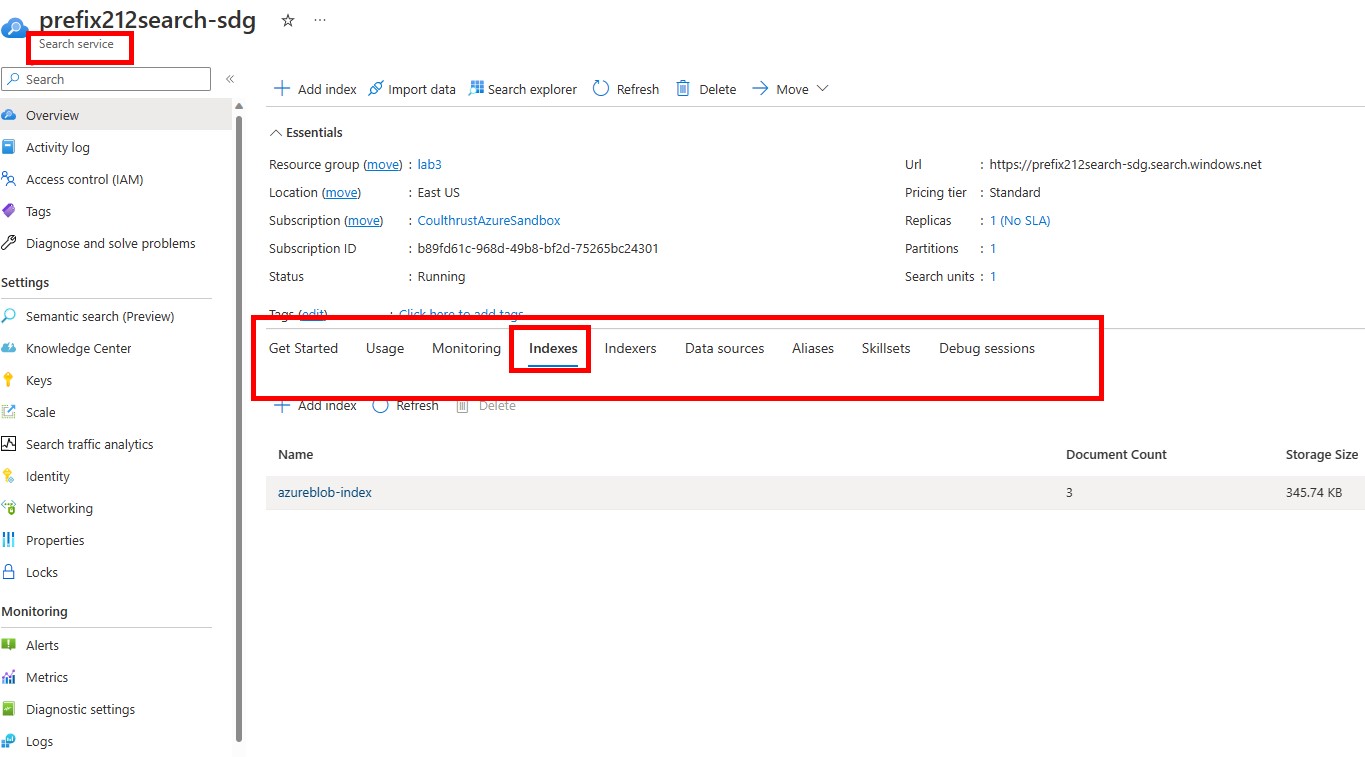 prefix212search-sdg
Search service
Search
Overview
Activity log
Access control (IAM)
Tags
Diagnose and solve problems
Settings
Semantic search (Preview)
Knowledge Center
Keys
Scale
Search traffic analytics
Identity
Networking
Properties
Locks
Monitoring
Alerts
Metrics
Diagnostic settings
Logs
Add index Import data Search explorer Refresh Delete Move
Essentials
Resource group (move) : lab3
Location (move) : East US
Subscription (move) : CoulthrustAzureSandbox
Subscription ID : b89fd61c-968d-49b8-bf2d-75265bc24301
Status : Running
Url : https://prefix212search-sdg.search.windows.net
Pricing tier : Standard
Replicas : 1 (No SLA)
Partitions : 1
Search units : 1
Tags (edit) : Click here to add tags
Get Started Usage Monitoring Indexes Indexers Data sources Aliases Skillsets Debug sessions
Add index Refresh Delete
Name Document Count Storage Size
azureblob-index 3 345.74 KB